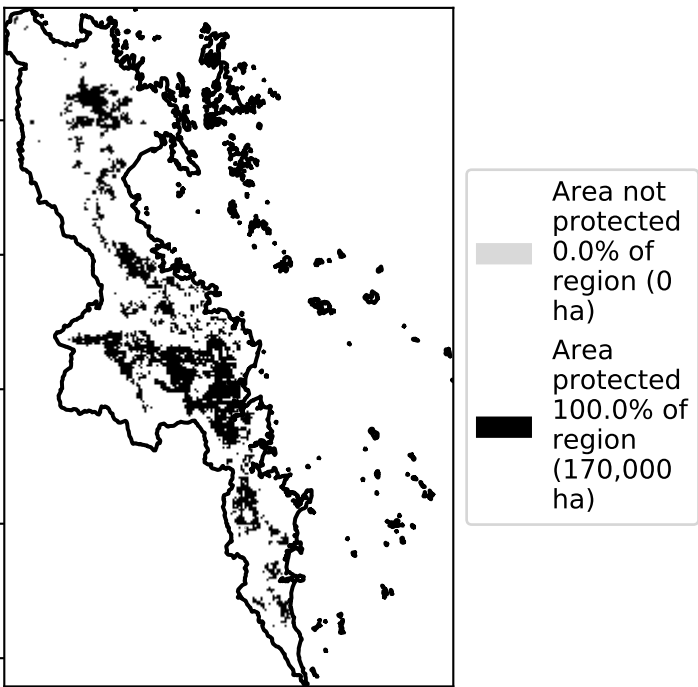 Area not
protected
0.0% of
region (0
ha)
Area
protected
100.0% of
region
(170,000
ha)